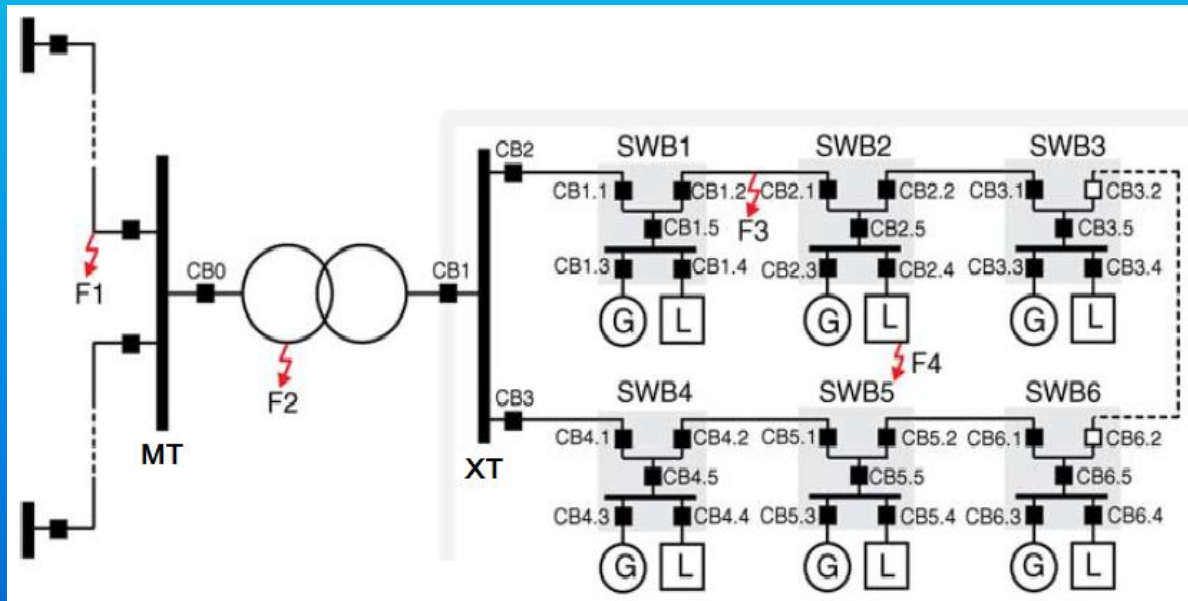 CB2
SWB1
SWB2
SWB3
CB1.1
CB1.2
CB2.1
CB2.2
CB3.1
CB3.2
F3
CB1.5
CB2.5
CB3.5
CB1.3
CB1.4
CB2.3
CB2.4
CB3.3
CB3.4
F1
CB0
CB1
G
L
G
L
G
L
F4
F2
CB3
SWB4
SWB5
SWB6
MT
XT
CB4.1
CB4.2
CB5.1
CB5.2
CB6.1
CB6.2
CB4.5
CB5.5
CB6.5
CB4.3
CB4.4
CB5.3
CB5.4
CB6.3
CB6.4
G
L
G
L
G
L